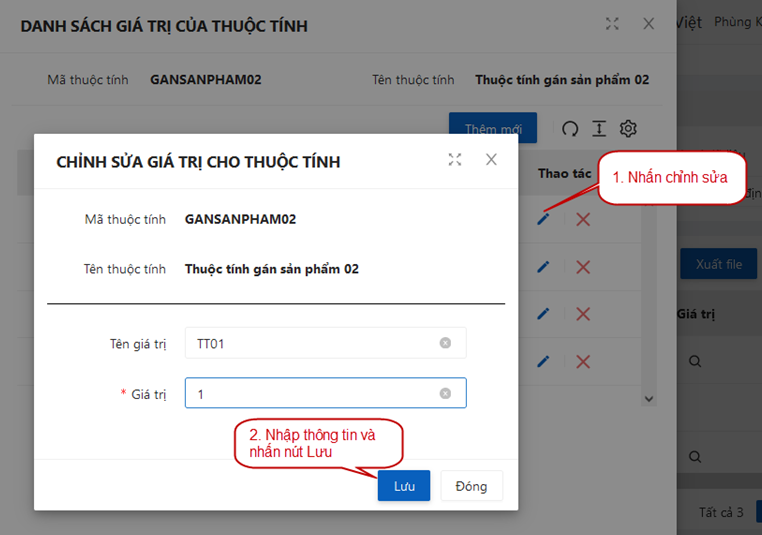 DANH SÁCH GIÁ TRỊ CỦA THUỘC TÍNH
Việt Phùng K
Mã thuộc tính GANSANPHAM02 Tên thuộc tính Thuộc tính gán sản phẩm 02
Thêm mới
CHỈNH SỬA GIÁ TRỊ CHO THUỘC TÍNH
Thao tác
1. Nhấn chỉnh sửa
Mã thuộc tính GANSANPHAM02
Tên thuộc tính Thuộc tính gán sản phẩm 02
Xuất file
Giá trị
Tên giá trị TT01
* Giá trị 1
2. Nhập thông tin và
nhấn nút Lưu
Lưu Đóng
Tất cả 3